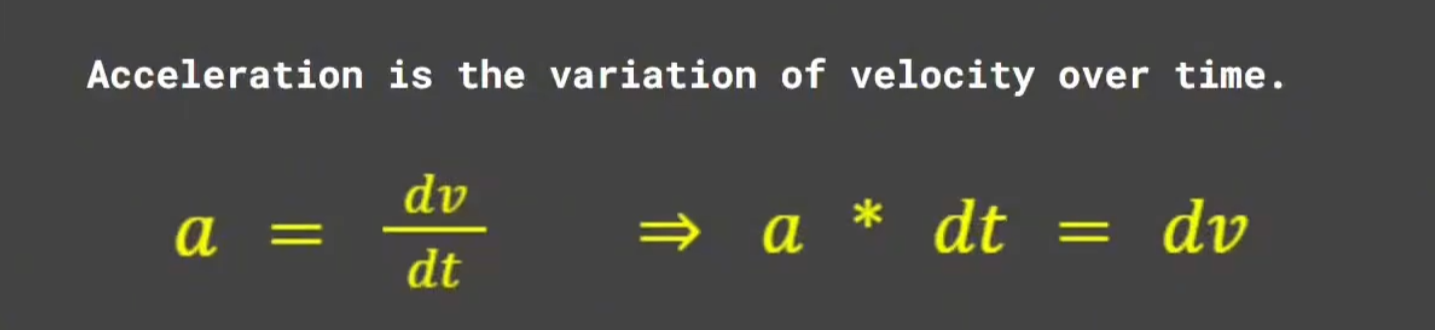 Acceleration is the variation of velocity over time.
a = dv/dt ⇒ a * dt = dv